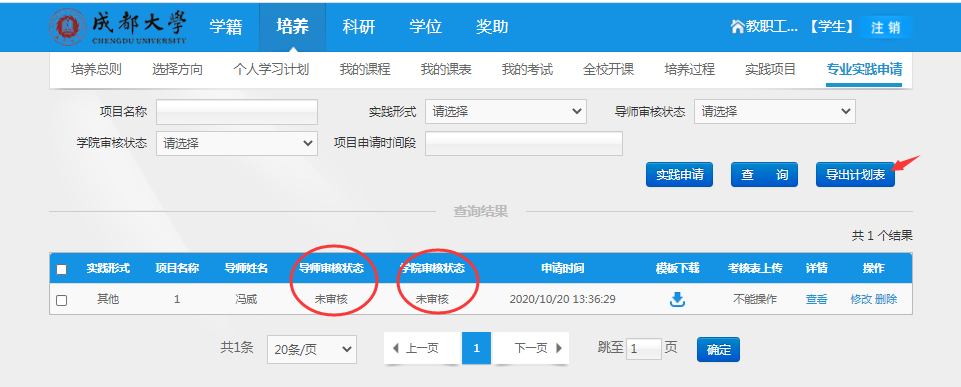 成都大學 学籍 培养 科研 学位 奖助 教职工... 【学生】 注 销
CHENGDU UNIVERSITY
培养总则 选择方向 个人学习计划 我的课程 我的课表 我的考试 全校开课 培养过程 实践项目 专业实践申请
项目名称 实践形式 请选择 导师审核状态 请选择
学院审核状态 请选择 项目申请时间段
实践申请 查 询 导出计划表
查询结果
共 1 个结果
实践形式 项目名称 导师姓名 导师审核状态 学院审核状态 申请时间 模板下载 考核表上传 详情 操作
其他 1 冯威 未审核 未审核 2020/10/20 13:36:29 不能操作 查看 修改 删除
共1条 20条/页 上一页 1 下一页 跳至 1 页 确定